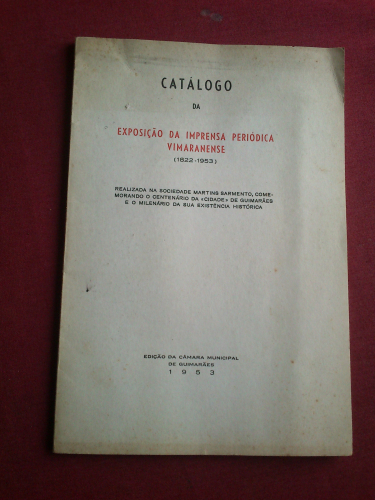 CATÁLOGO
DA
EXPOSIÇÃO DA IMPRENSA PERIÓDICA
VIMARANENSE
(1822-1953)
REALIZADA NA SOCIEDADE MARTINS SARMENTO, COME-
MORANDO O CENTENÁRIO DA «CIDADE» DE GUIMARÃES
E O MILENÁRIO DA SUA EXISTÊNCIA HISTÓRICA
EDIÇÃO DA CÂMARA MUNICIPAL
DE GUIMARÃES
1953